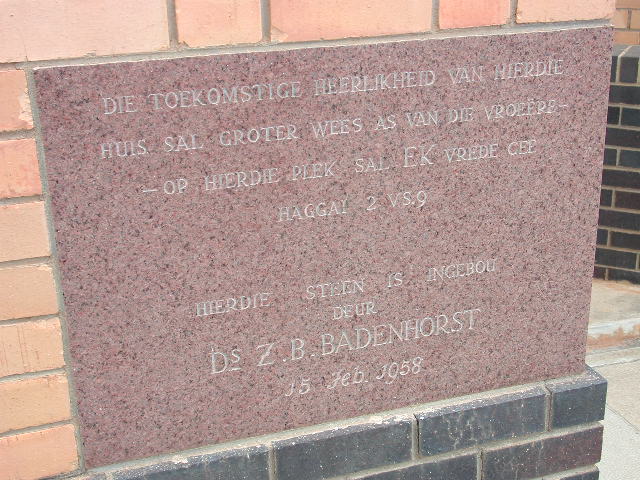 DIE TOEKOMSTIGE HEERLIKHEID VAN HIERDIE
HUIS SAL GROTER WEES AS VAN DIE VROEËRE—
—OP HIERDIE PLEK SAL EK VREDE GEE
HAGGAI 2 VS:9
HIERDIE STEEN IS INGEBOU
DEUR
DS Z.B. BADENHORST
15 Feb. 1958